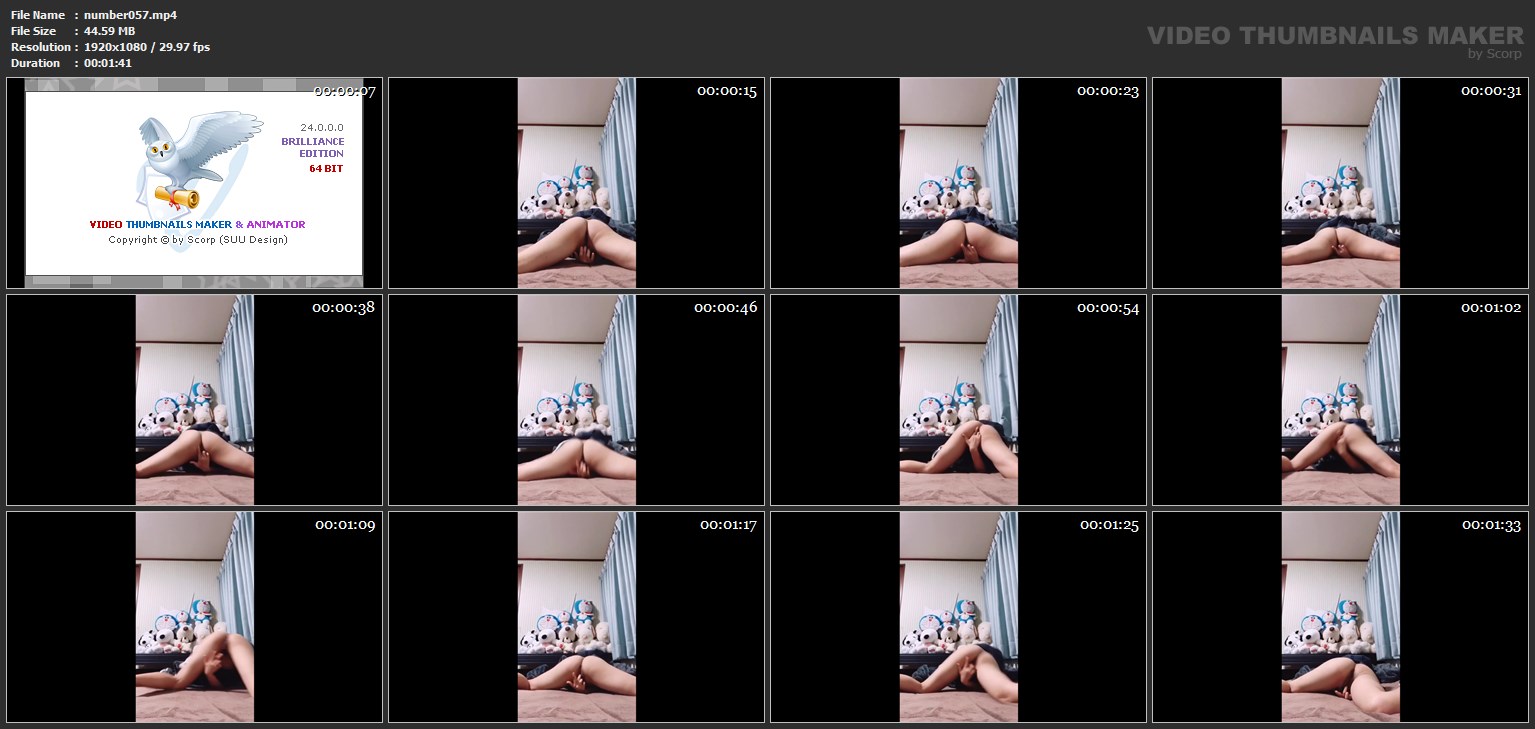 File Name : number057.mp4
File Size : 44.59 MB
Resolution : 1920x1080 / 29.97 fps
Duration : 00:01:41
VIDEO THUMBNAILS MAKER
by Scorp
00:00:07
24.0.0.0
BRILLIANCE
EDITION
64 BIT
VIDEO THUMBNAILS MAKER & ANIMATOR
Copyright © by Scorp (SUU Design)
00:00:15
00:00:23
00:00:31
00:00:38
00:00:46
00:00:54
00:01:02
00:01:09
00:01:17
00:01:25
00:01:33